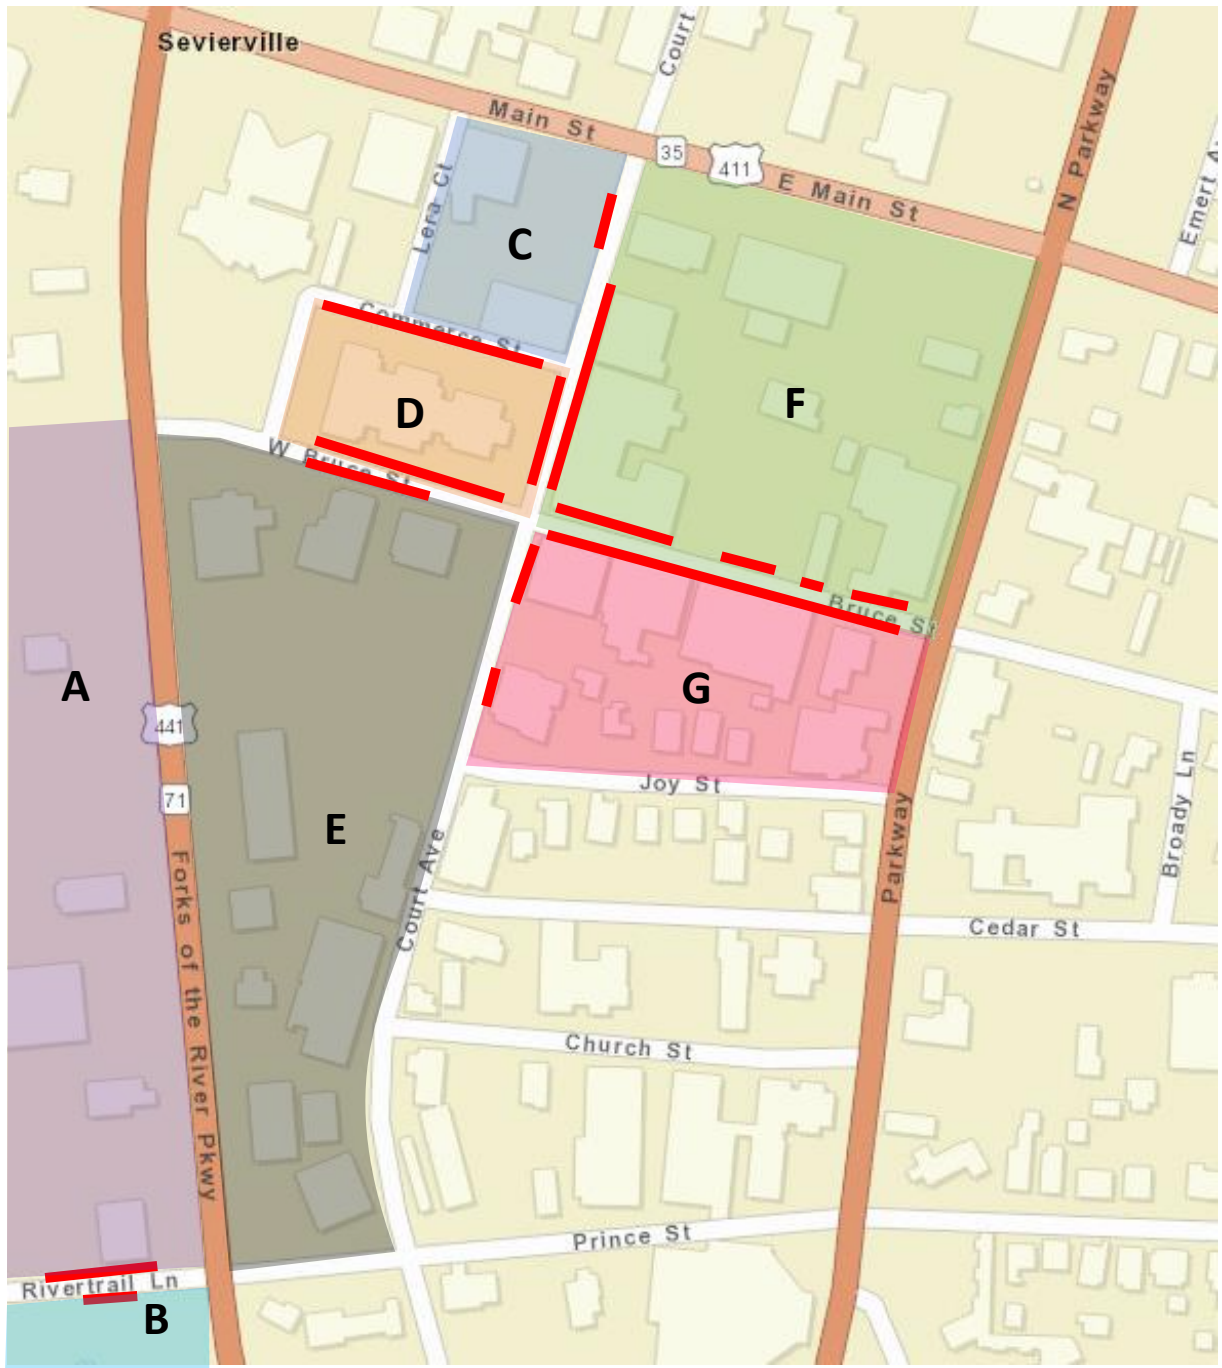 Sevierville
Court
Main St
35
411
E Main St
N Parkway
Emert Av
Lera Ct
C
Commerce St
D
F
W Bruce St
Bruce St
A
G
441
Joy St
71
E
Broady Ln
Parkway
Court Ave
Forks of the River Pkwy
Cedar St
Church St
Prince St
Rivertrail Ln
B